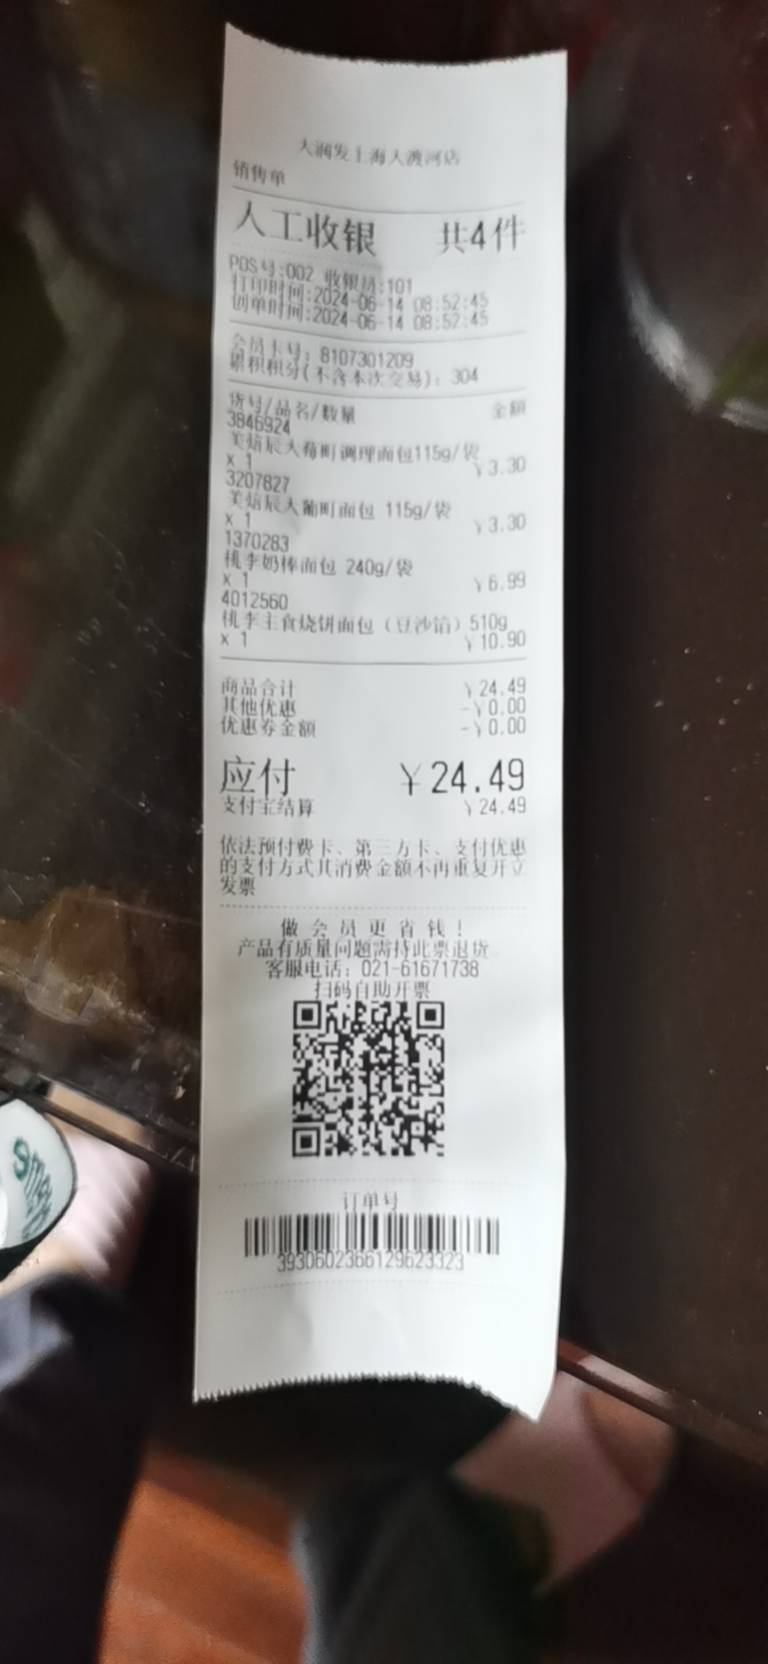 大润发上海大渡河店
销售单
人工收银 共4件
POS号:002 收银员:101
打印时间:2024-06-14 08:52:45
创单时间:2024-06-14 08:52:45
会员卡号: 8107301209
累积积分(不含本次交易): 304
货号/品名/数量 金额
3846924
美焙辰大莓町调理面包115g/袋
x 1 ¥3.30
3207827
美焙辰大葡町面包 115g/袋
x 1 ¥3.30
1370283
桃李奶棒面包 240g/袋
x 1 ¥6.99
4012560
桃李主食烧饼面包（豆沙馅）510g
x 1 ¥10.90
商品合计 ¥24.49
其他优惠 -¥0.00
优惠券金额 -¥0.00
应付 ¥24.49
支付宝结算 ¥24.49
依法预付费卡、第三方卡、支付优惠
的支付方式其消费金额不再重复开立
发票
做会员更省钱！
产品有质量问题需持此票退货
客服电话: 021-61671738
扫码自助开票
订单号
3930602366129623323